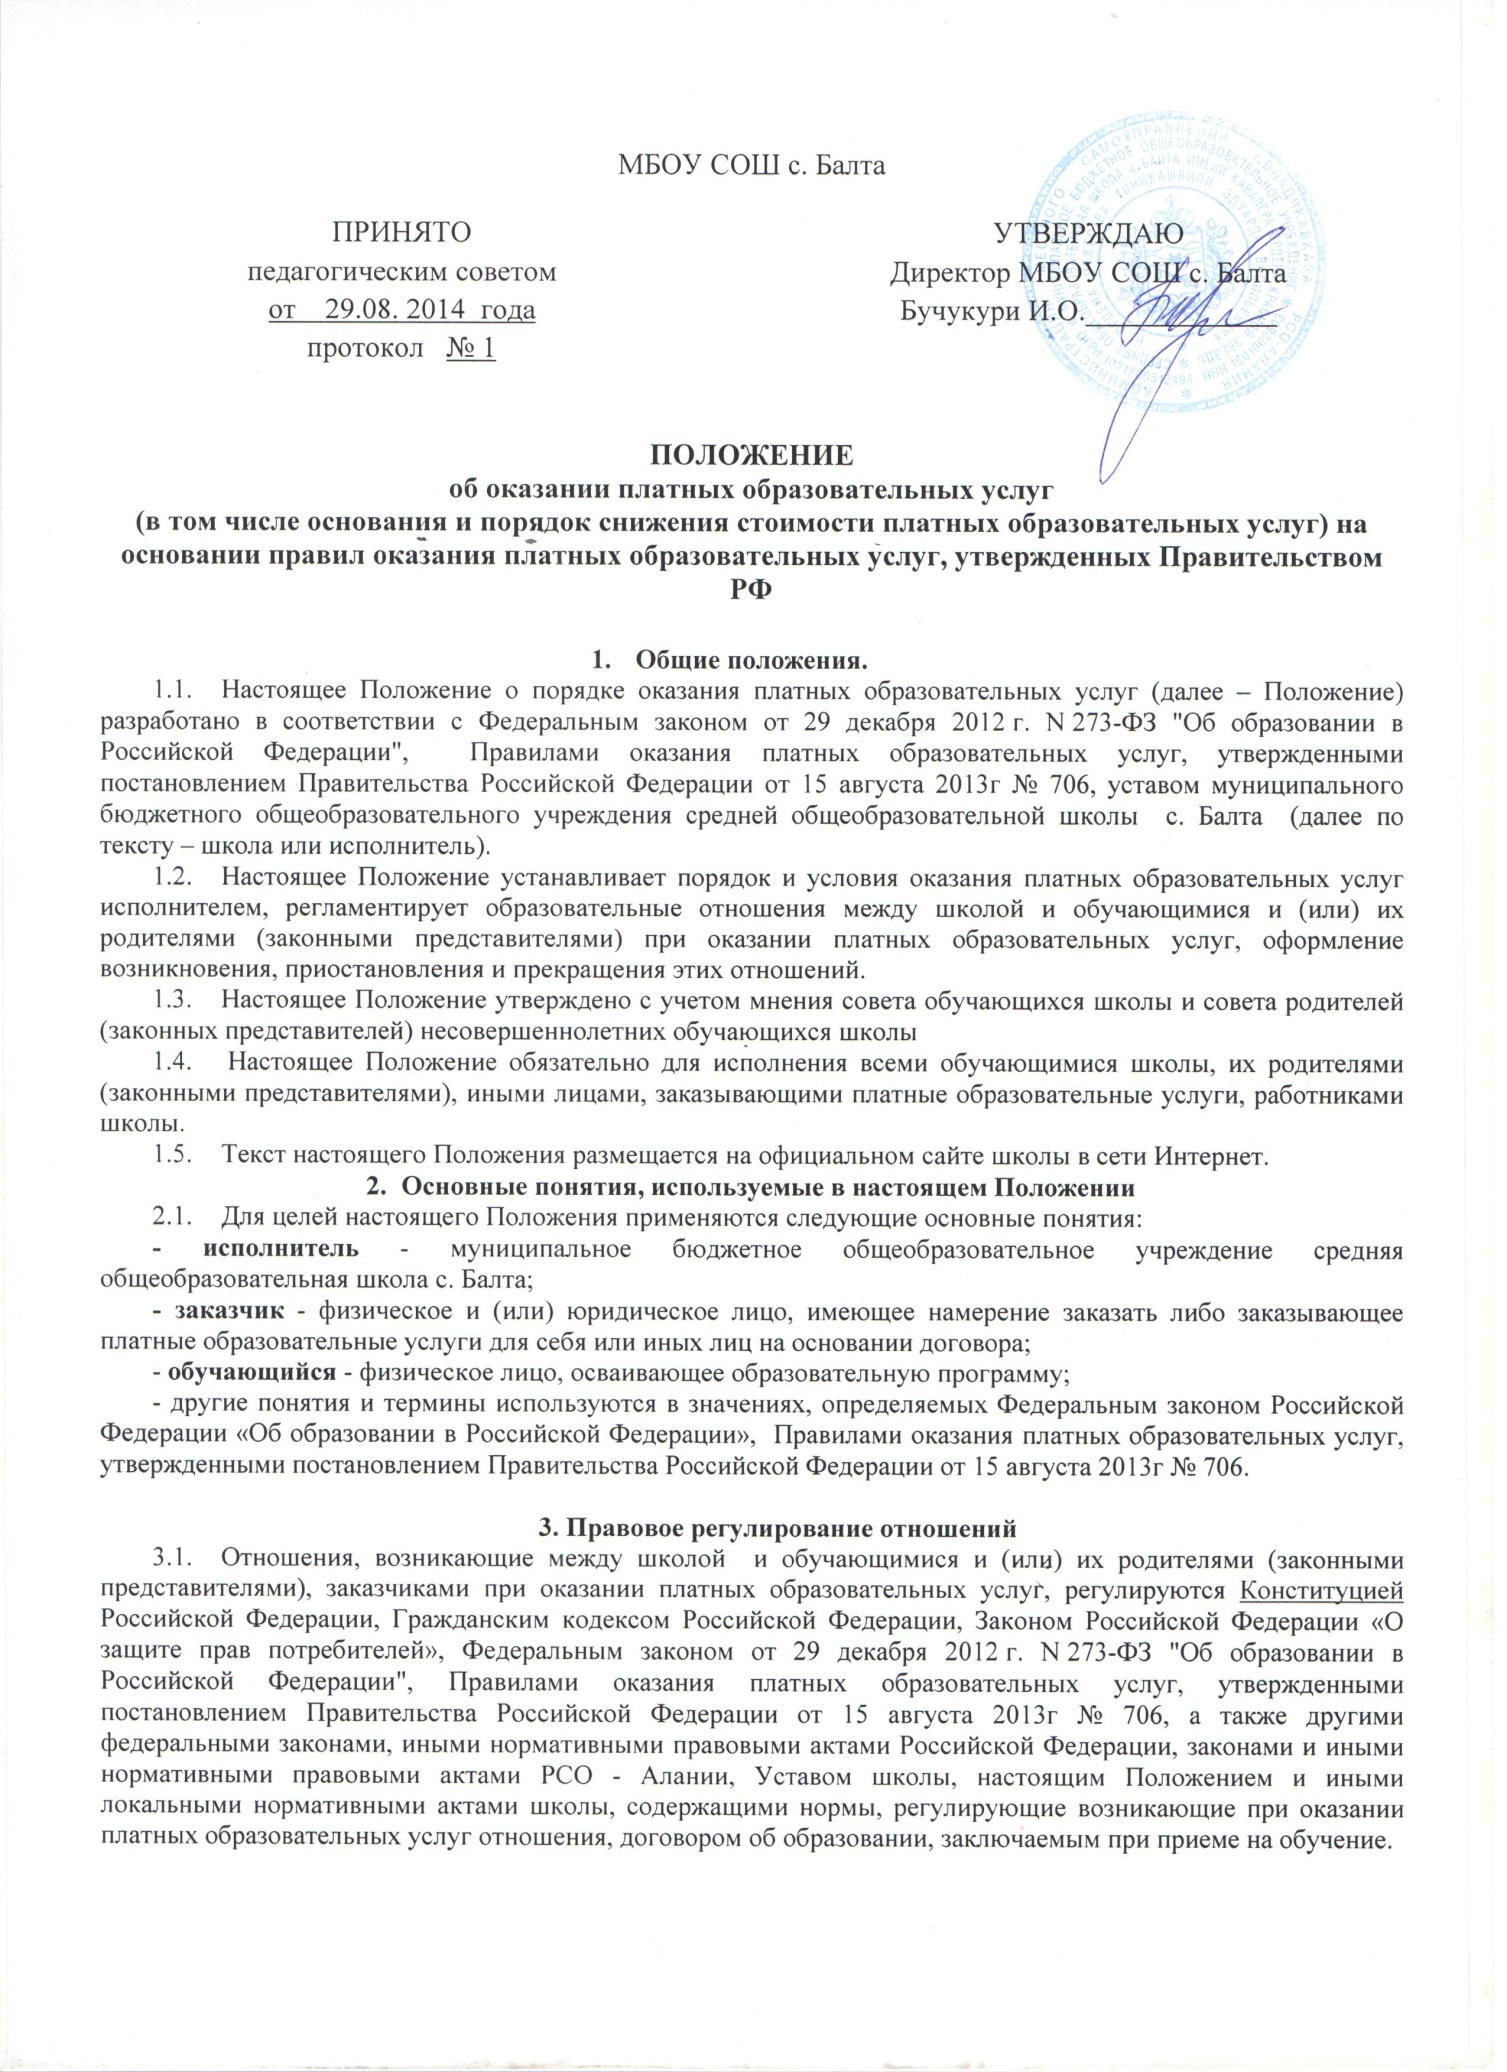 МБОУ СОШ с. Балта
ПРИНЯТО
педагогическим советом
от 29.08. 2014 года
протокол № 1
УТВЕРЖДАЮ
Директор МБОУ СОШ с. Балта
Бучукури И.О.
ПОЛОЖЕНИЕ
об оказании платных образовательных услуг
(в том числе основания и порядок снижения стоимости платных образовательных услуг) на
основании правил оказания платных образовательных услуг, утвержденных Правительством
РФ
1. Общие положения.
1.1. Настоящее Положение о порядке оказания платных образовательных услуг (далее – Положение)
разработано в соответствии с Федеральным законом от 29 декабря 2012 г. N 273-ФЗ "Об образовании в
Российской Федерации", Правилами оказания платных образовательных услуг, утвержденными
постановлением Правительства Российской Федерации от 15 августа 2013г № 706, уставом муниципального
бюджетного общеобразовательного учреждения средней общеобразовательной школы с. Балта (далее по
тексту – школа или исполнитель).
1.2. Настоящее Положение устанавливает порядок и условия оказания платных образовательных услуг
исполнителем, регламентирует образовательные отношения между школой и обучающимися и (или) их
родителями (законными представителями) при оказании платных образовательных услуг, оформление
возникновения, приостановления и прекращения этих отношений.
1.3. Настоящее Положение утверждено с учетом мнения совета обучающихся школы и совета родителей
(законных представителей) несовершеннолетних обучающихся школы
1.4. Настоящее Положение обязательно для исполнения всеми обучающимися школы, их родителями
(законными представителями), иными лицами, заказывающими платные образовательные услуги, работниками
школы.
1.5. Текст настоящего Положения размещается на официальном сайте школы в сети Интернет.
2. Основные понятия, используемые в настоящем Положении
2.1. Для целей настоящего Положения применяются следующие основные понятия:
- исполнитель - муниципальное бюджетное общеобразовательное учреждение средняя
общеобразовательная школа с. Балта;
- заказчик - физическое и (или) юридическое лицо, имеющее намерение заказать либо заказывающее
платные образовательные услуги для себя или иных лиц на основании договора;
- обучающийся - физическое лицо, осваивающее образовательную программу;
- другие понятия и термины используются в значениях, определяемых Федеральным законом Российской
Федерации «Об образовании в Российской Федерации», Правилами оказания платных образовательных услуг,
утвержденными постановлением Правительства Российской Федерации от 15 августа 2013г № 706.
3. Правовое регулирование отношений
3.1. Отношения, возникающие между школой и обучающимися и (или) их родителями (законными
представителями), заказчиками при оказании платных образовательных услуг, регулируются Конституцией
Российской Федерации, Гражданским кодексом Российской Федерации, Законом Российской Федерации «О
защите прав потребителей», Федеральным законом от 29 декабря 2012 г. N 273-ФЗ "Об образовании в
Российской Федерации", Правилами оказания платных образовательных услуг, утвержденными
постановлением Правительства Российской Федерации от 15 августа 2013г № 706, а также другими
федеральными законами, иными нормативными правовыми актами Российской Федерации, законами и иными
нормативными правовыми актами РСО - Алании, Уставом школы, настоящим Положением и иными
локальными нормативными актами школы, содержащими нормы, регулирующие возникающие при оказании
платных образовательных услуг отношения, договором об образовании, заключаемым при приеме на обучение.